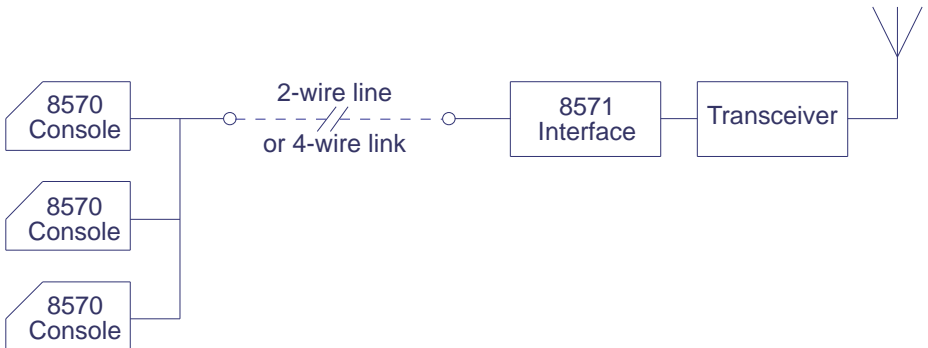 8570
Console
2-wire line
or 4-wire link
8571
Interface
Transceiver
8570
Console
8570
Console